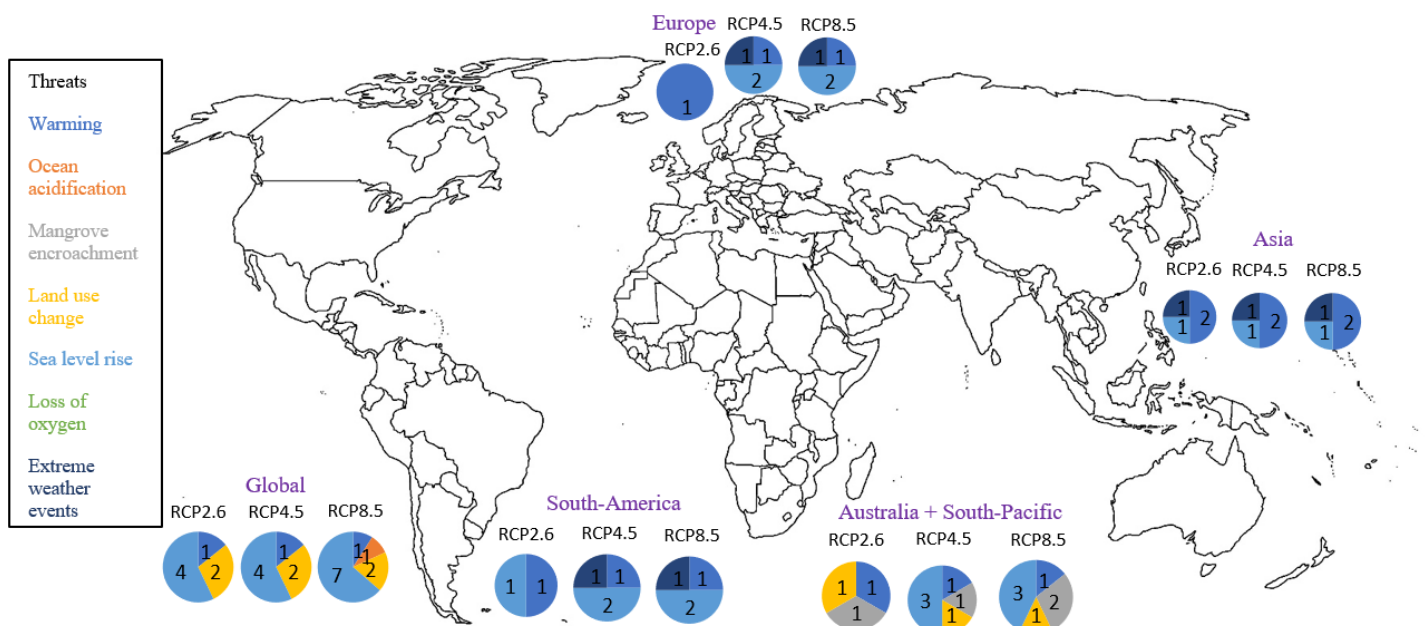 Threats
Warming
Ocean
acidification
Mangrove
encroachment
Land use
change
Sea level rise
Loss of
oxygen
Extreme
weather
events
Europe
RCP2.6
RCP4.5
RCP8.5
1
1 1
2
1 1
2
Asia
RCP2.6
RCP4.5
RCP8.5
1 2
1
1 2
1
1 2
1
Global
RCP2.6
RCP4.5
RCP8.5
1
4 2
1
4 2
1 1
7 2
South-America
RCP2.6
RCP4.5
RCP8.5
1 1
1 1
2
1 1
2
Australia + South-Pacific
RCP2.6
RCP4.5
RCP8.5
1 1
1
1
3 1
1
1
3 2
1